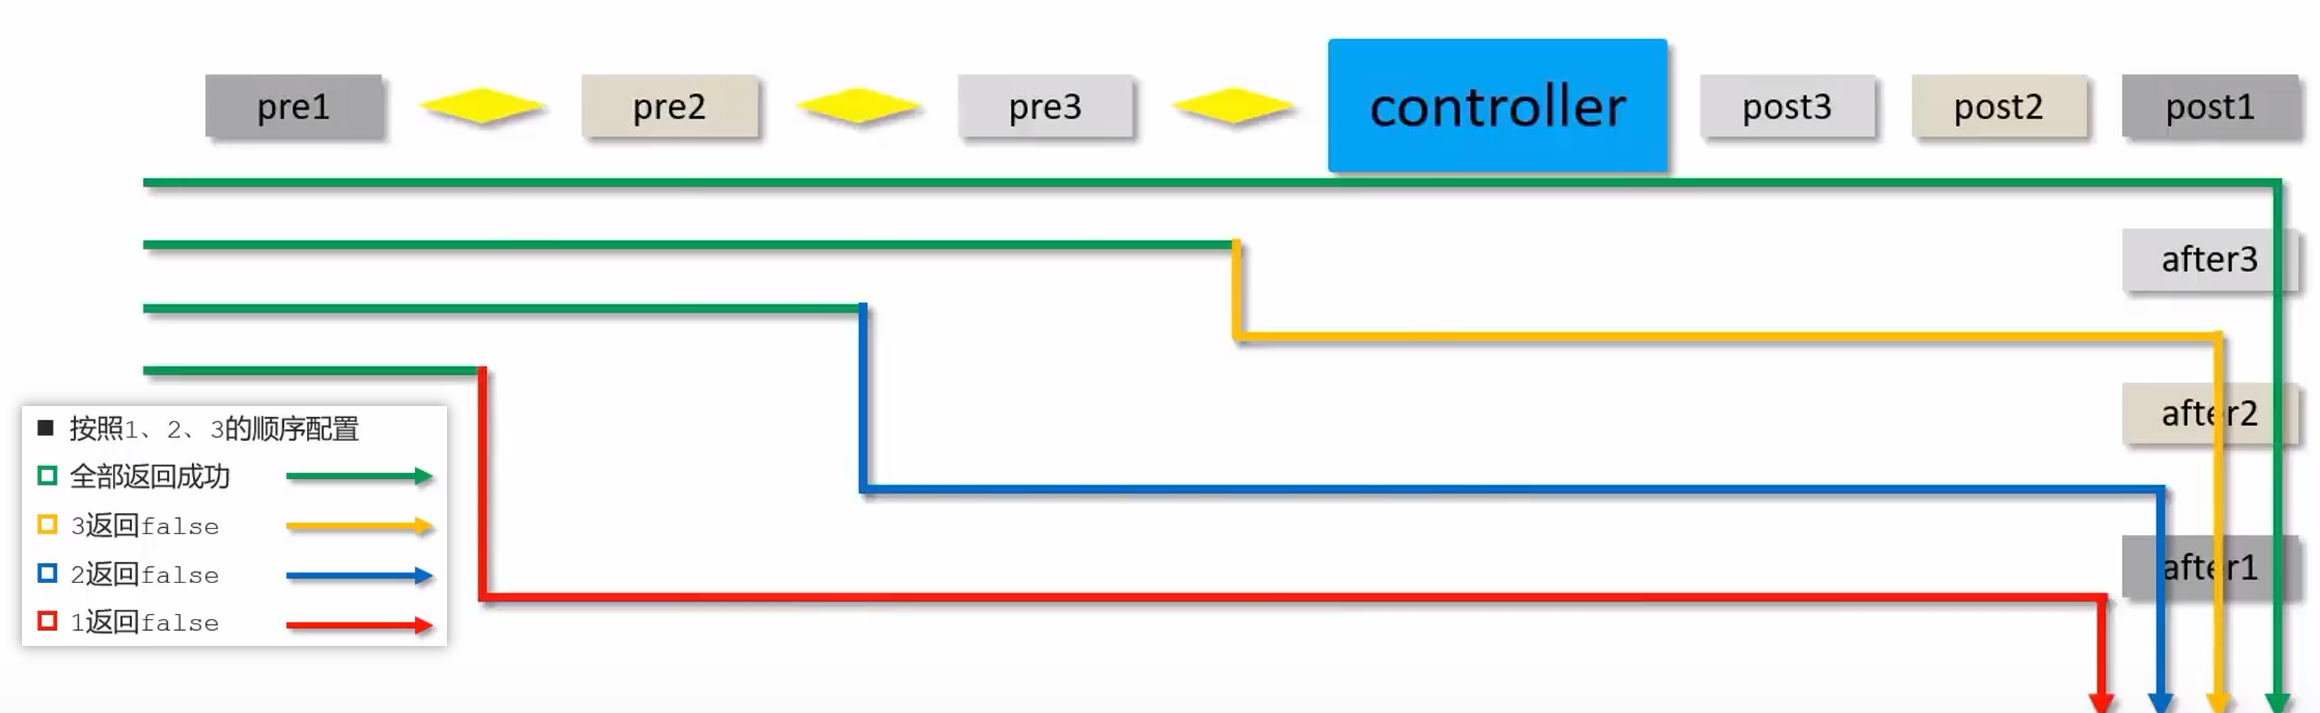 pre1
pre2
pre3
controller
post3
post2
post1
after3
after2
after1
按照1、2、3的顺序配置
全部返回成功
3返回false
2返回false
1返回false